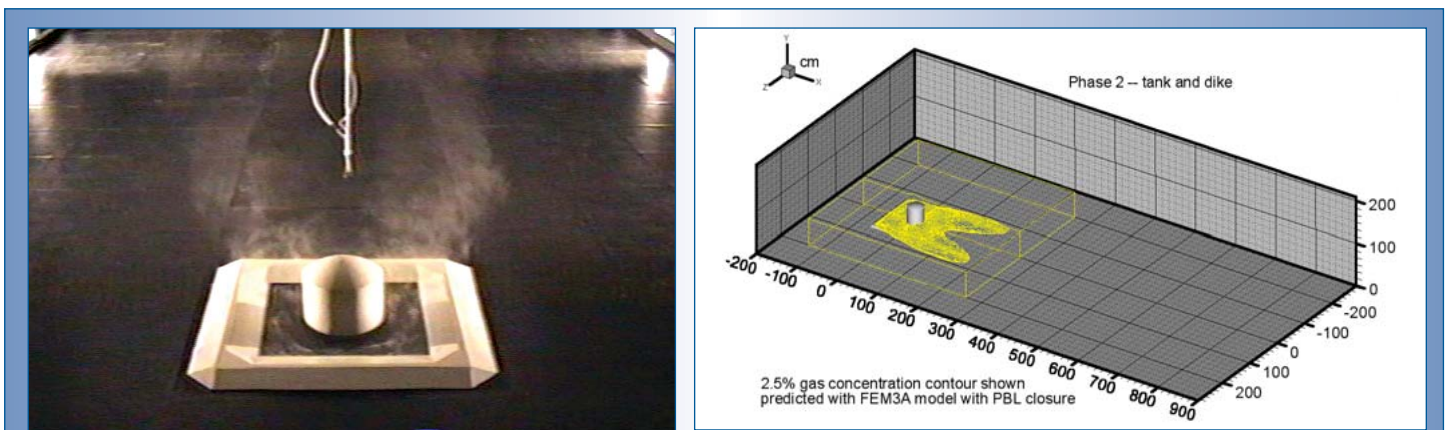 Y
cm
Z
X
Phase 2 -- tank and dike
200
100
0
-200
-100
0
100
200
-200
-100
0
100
200
300
400
500
600
700
800
900
2.5% gas concentration contour shown
predicted with FEM3A model with PBL closure